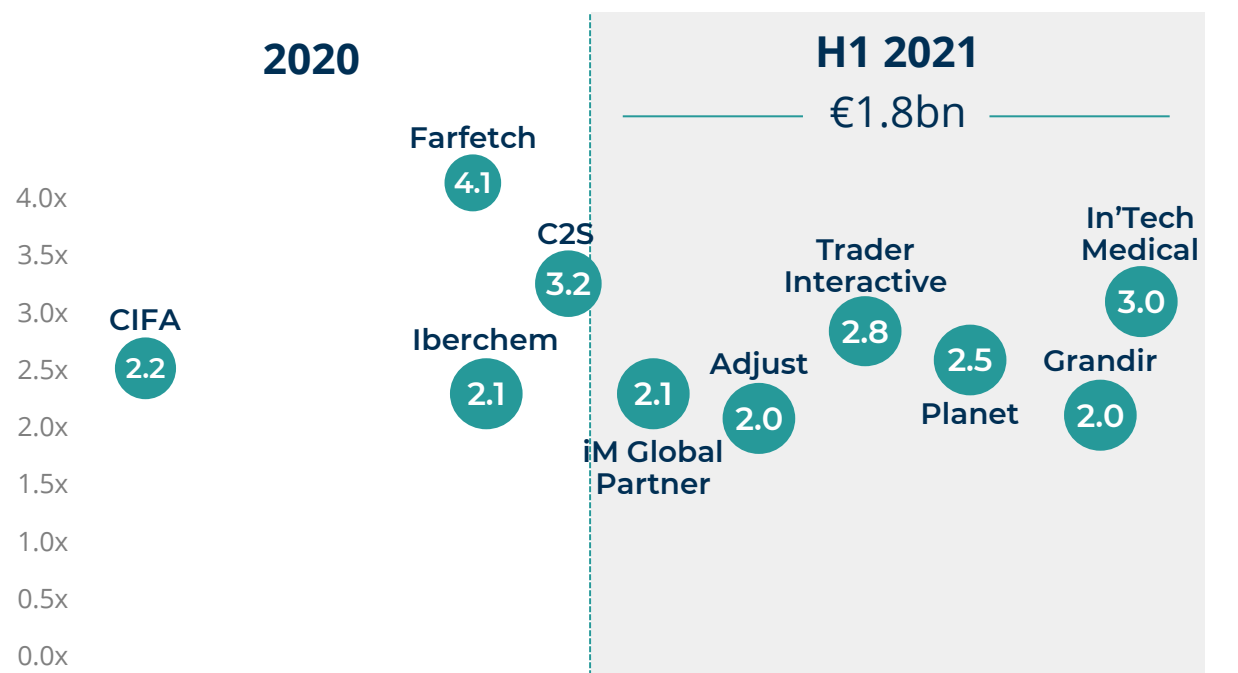 2020
H1 2021
€1.8bn
Farfetch
4.1
4.0x
In'Tech
Medical
C2S
Trader
Interactive
3.5x
3.2
3.0
3.0x
CIFA
2.8
Iberchem
2.5
Planet
Adjust
Grandir
2.5x
2.2
2.1
2.1
2.0
2.0
2.0x
iM Global
Partner
1.5x
1.0x
0.5x
0.0x